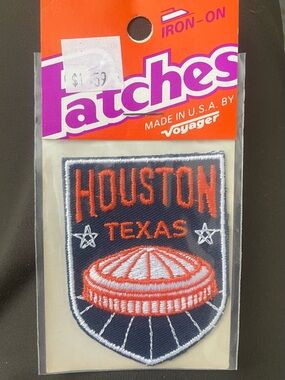 IRON-ON
Patches
MADE IN U.S.A. BY
Voyager
HOUSTON
TEXAS